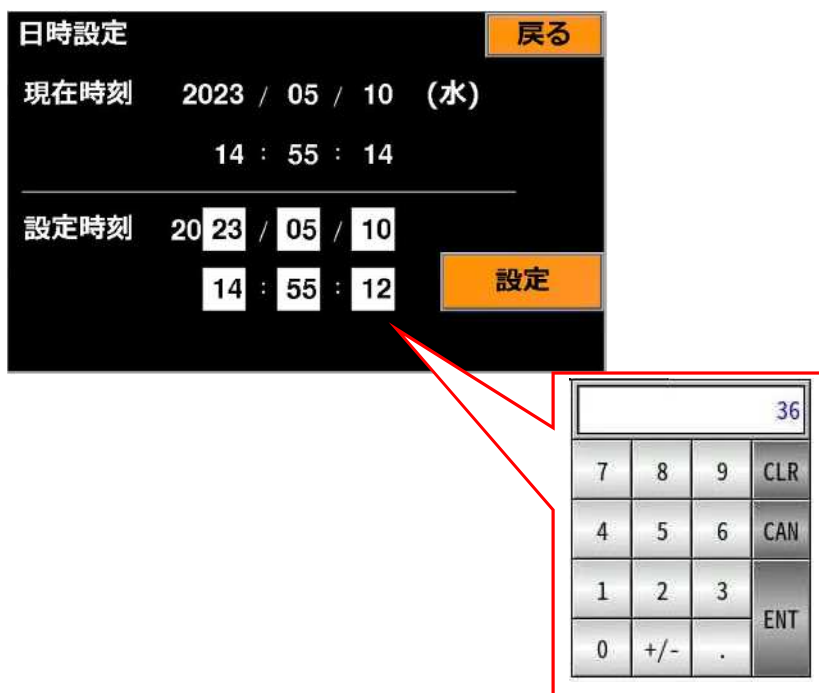 日時設定 戻る
現在時刻 2023 / 05 / 10 (水)
14 : 55 : 14
設定時刻 2023 / 05 / 10
14 : 55 : 12 設定
36
7 8 9 CLR
4 5 6 CAN
1 2 3 ENT
0 +/- .